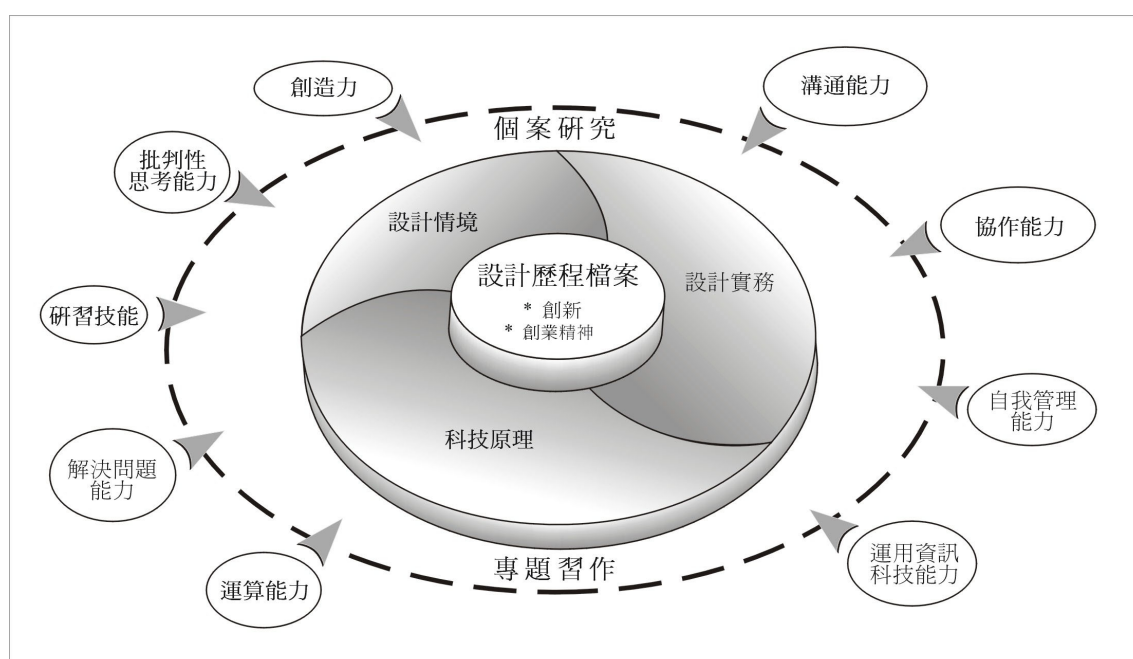 創造力
溝通能力
個案研究
批判性
思考能力
設計情境
協作能力
設計歷程檔案
設計實務
* 創新
* 創業精神
研習技能
自我管理
能力
科技原理
解決問題
能力
運用資訊
科技能力
專題習作
運算能力